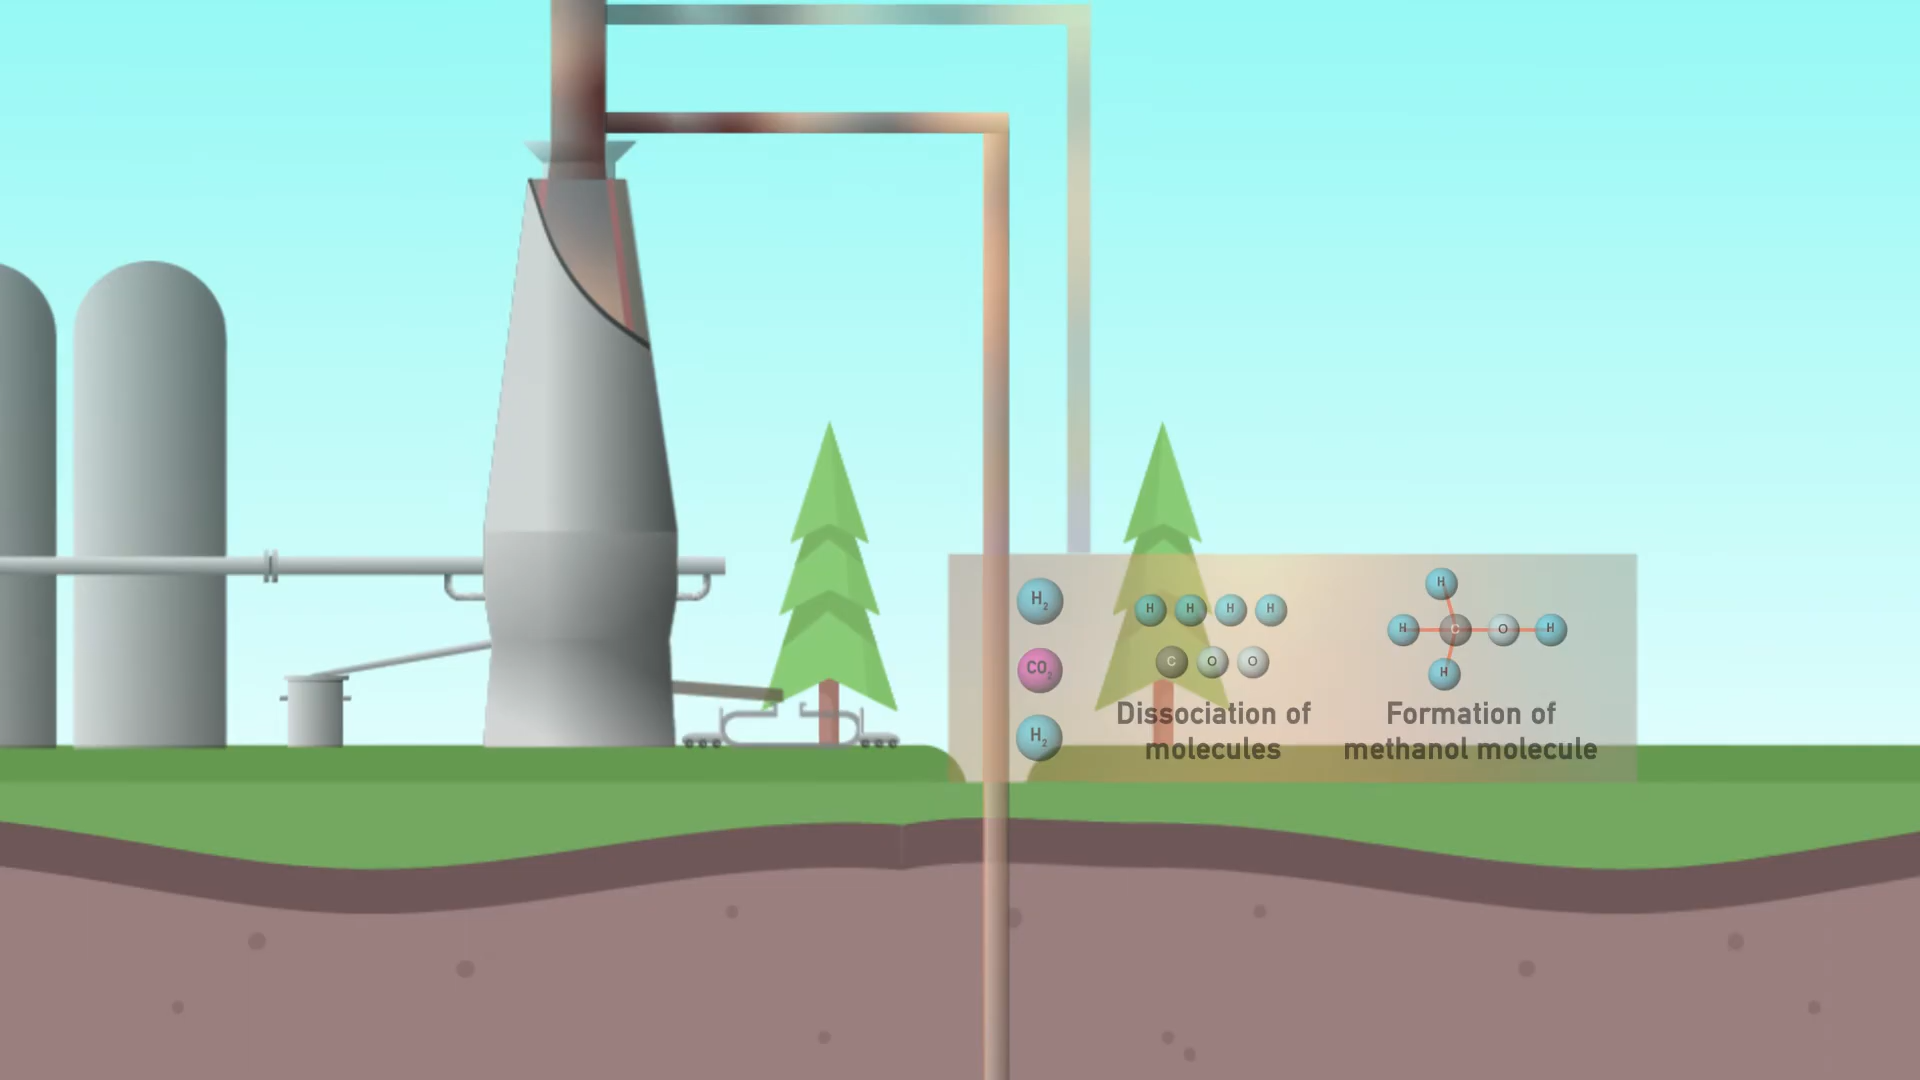 H₂
CO₂
H₂
H H H H
C O O
Dissociation of
molecules
H
H C O H
H
Formation of
methanol molecule